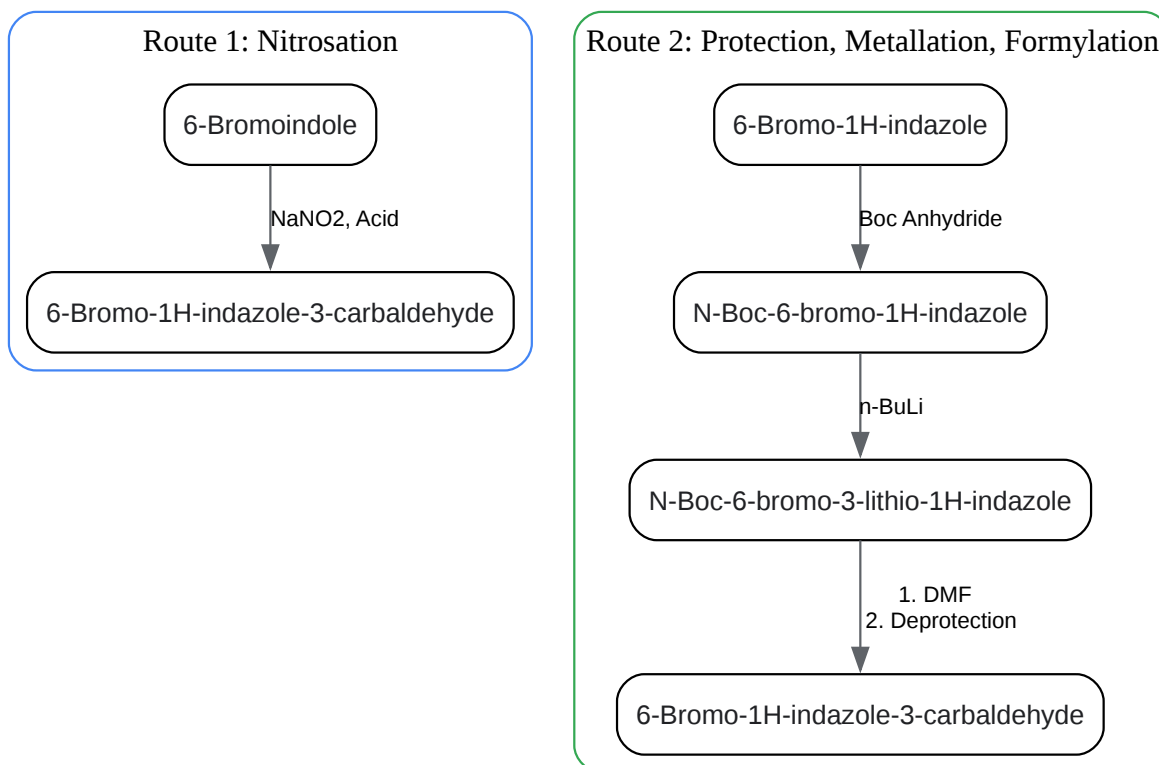 Route 1: Nitrosation
6-Bromoindole
NaNO2, Acid
6-Bromo-1H-indazole-3-carbaldehyde
Route 2: Protection, Metallation, Formylation
6-Bromo-1H-indazole
Boc Anhydride
N-Boc-6-bromo-1H-indazole
n-BuLi
N-Boc-6-bromo-3-lithio-1H-indazole
1. DMF
2. Deprotection
6-Bromo-1H-indazole-3-carbaldehyde